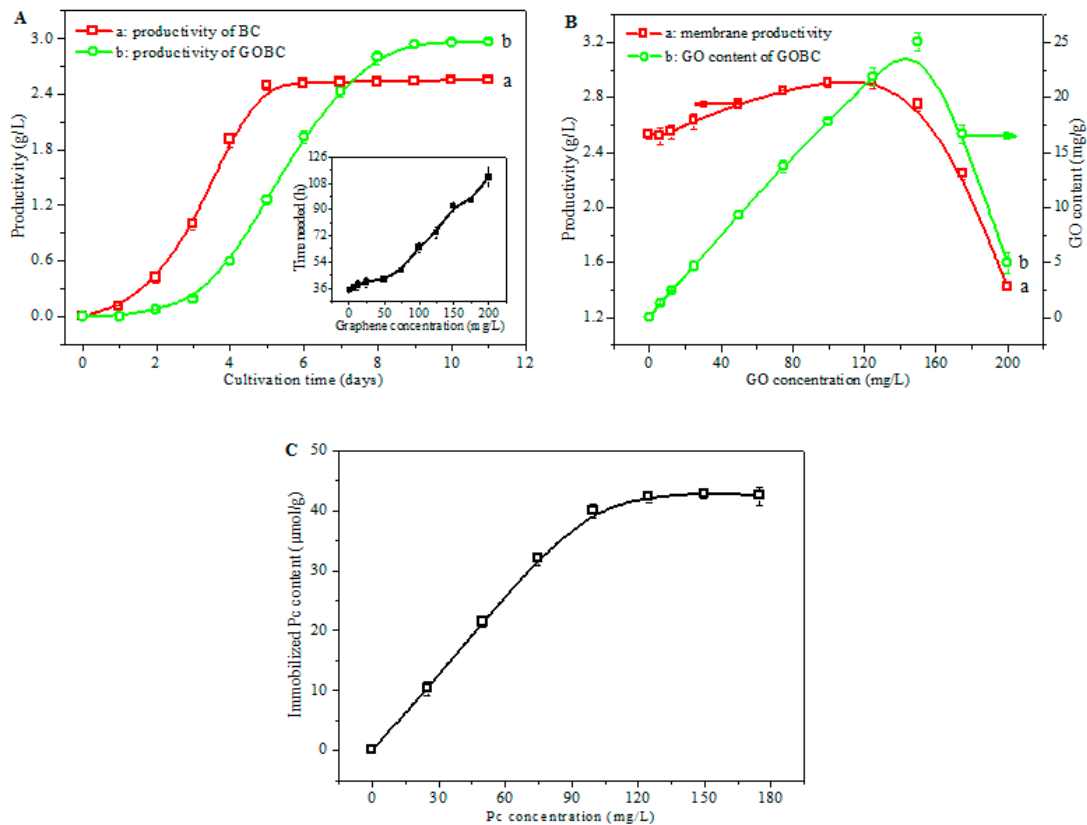 A
a: productivity of BC
b: productivity of GOBC
3.0
2.4
1.8
1.2
0.6
0.0
Productivity (g/L)
b
a
126
108
90
72
54
36
Time needed (h)
0 50 100 150 200
Graphene concentration (mg/L)
0 2 4 6 8 10 12
Cultivation time (days)
B
a: membrane productivity
b: GO content of GOBC
3.2
2.8
2.4
2.0
1.6
1.2
Productivity (g/L)
25
20
15
10
5
0
GO content (mg/g)
b
a
0 40 80 120 160 200
GO concentration (mg/L)
C
50
40
30
20
10
0
Immobilized Pc content (μmol/g)
0 30 60 90 120 150 180
Pc concentration (mg/L)